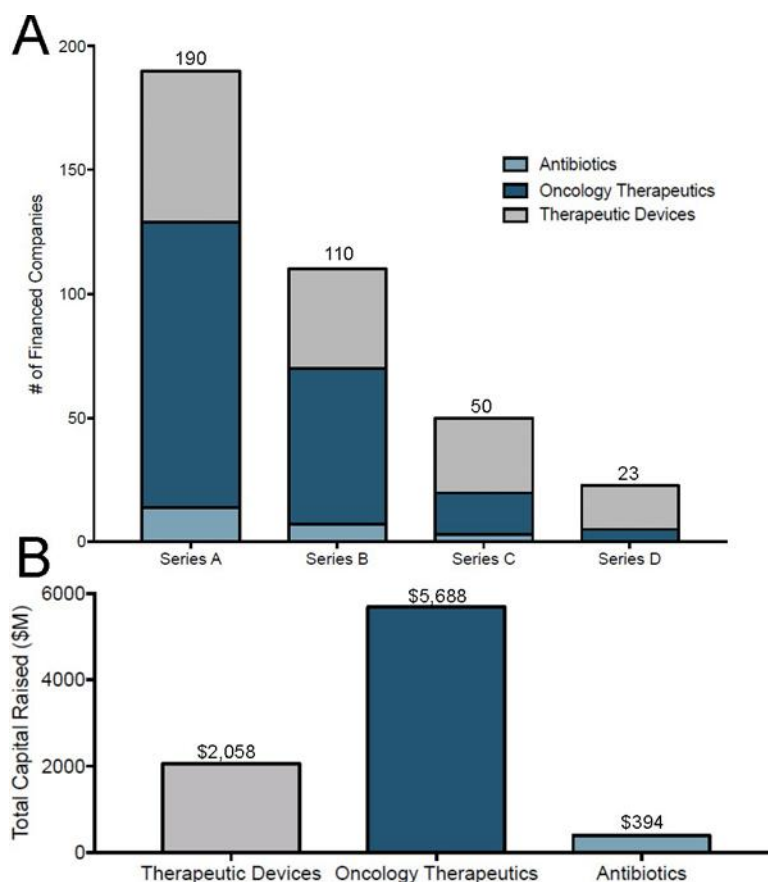 A
200
150
100
50
0
# of Financed Companies
190
110
50
23
Antibiotics
Oncology Therapeutics
Therapeutic Devices
Series A
Series B
Series C
Series D
B
6000
4000
2000
0
Total Capital Raised ($M)
$2,058
$5,688
$394
Therapeutic Devices
Oncology Therapeutics
Antibiotics